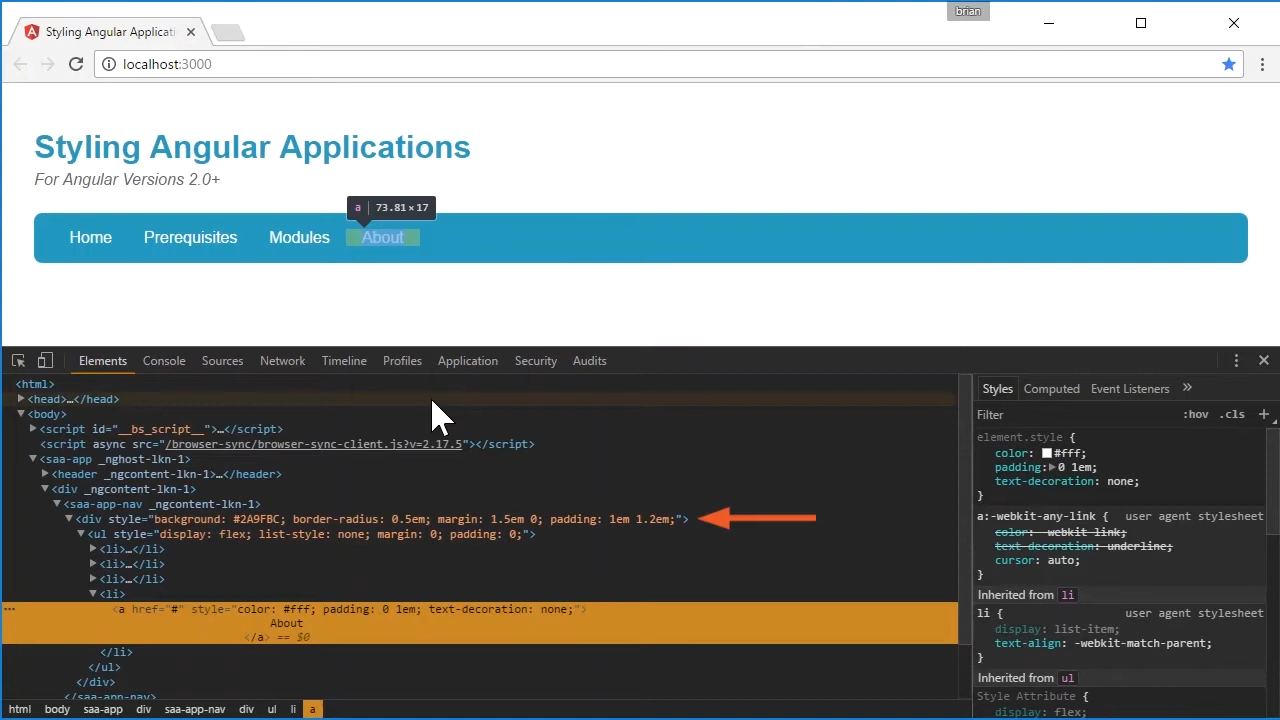 brian
Styling Angular Applicati
localhost:3000
Styling Angular Applications
For Angular Versions 2.0+
a 73.81×17
Home Prerequisites Modules About
Elements Console Sources Network Timeline Profiles Application Security Audits
<html>
<head>…</head>
<body>
<script id="__bs_script__">…</script>
<script async src="/browser-sync/browser-sync-client.js?v=2.17.5"></script>
<saa-app _nghost-lkn-1>
<header _ngcontent-lkn-1>…</header>
<div _ngcontent-lkn-1>
<saa-app-nav _ngcontent-lkn-1>
<div style="background: #2A9FBC; border-radius: 0.5em; margin: 1.5em 0; padding: 1em 1.2em;">
<ul style="display: flex; list-style: none; margin: 0; padding: 0;">
<li>…</li>
<li>…</li>
<li>…</li>
<li>
… <a href="#" style="color: #fff; padding: 0 1em; text-decoration: none;">
About
</a> == $0
</li>
</ul>
</div>
</saa-app-nav>
html body saa-app div saa-app-nav div ul li a
Styles Computed Event Listeners »
Filter :hov .cls +
element.style {
color: #fff;
padding: 0 1em;
text-decoration: none;
}
a:-webkit-any-link { user agent stylesheet
color: -webkit-link;
text-decoration: underline;
cursor: auto;
}
Inherited from li
li { user agent stylesheet
display: list-item;
text-align: -webkit-match-parent;
}
Inherited from ul
Style Attribute {
display: flex;